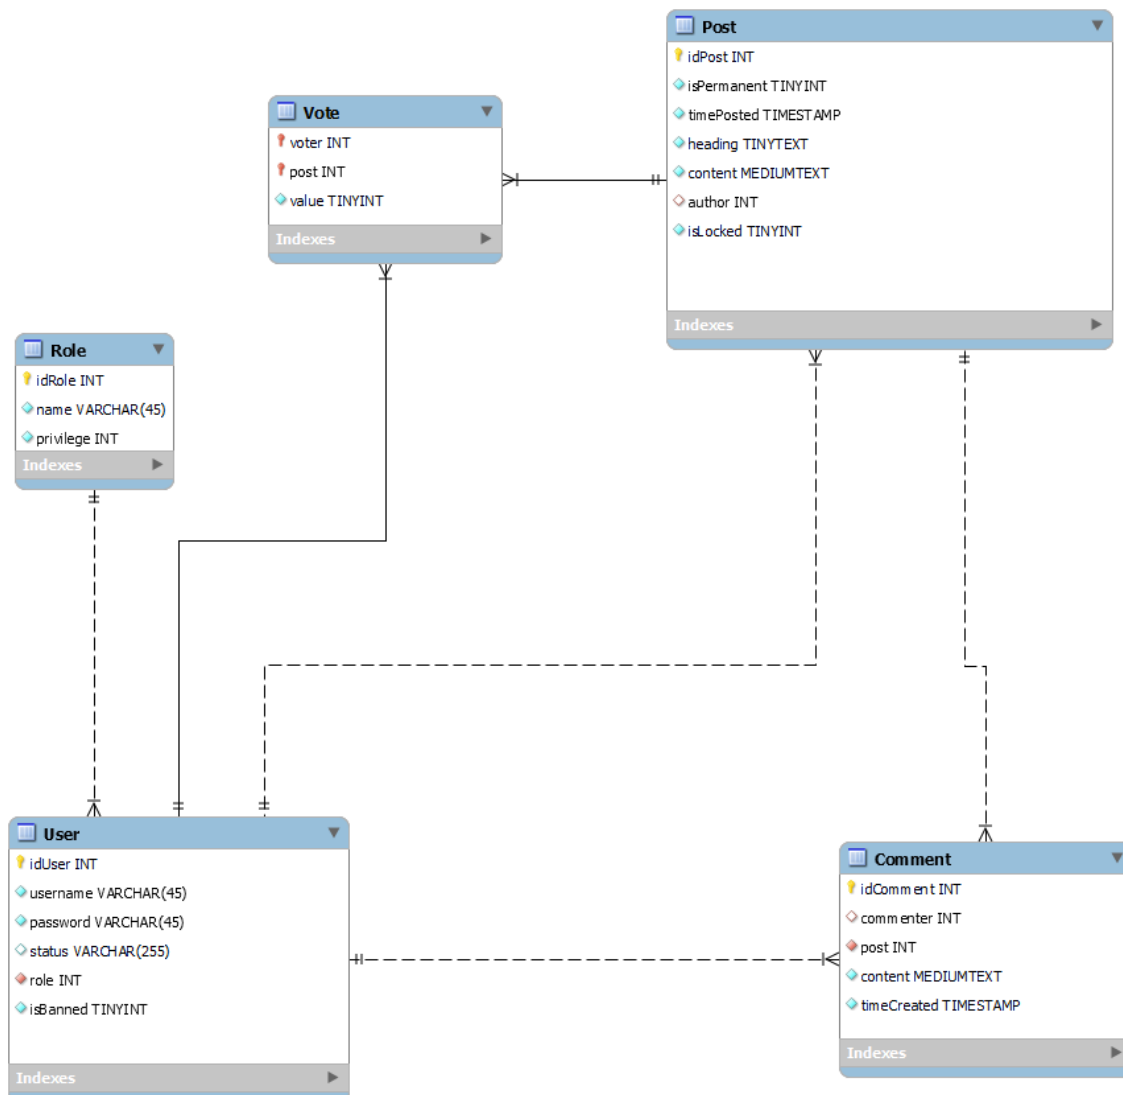 Post
idPost INT
isPermanent TINYINT
timePosted TIMESTAMP
heading TINYTEXT
content MEDIUMTEXT
author INT
isLocked TINYINT
Indexes
Vote
voter INT
post INT
value TINYINT
Indexes
Role
idRole INT
name VARCHAR(45)
privilege INT
Indexes
User
idUser INT
username VARCHAR(45)
password VARCHAR(45)
status VARCHAR(255)
role INT
isBanned TINYINT
Indexes
Comment
idComment INT
commenter INT
post INT
content MEDIUMTEXT
timeCreated TIMESTAMP
Indexes